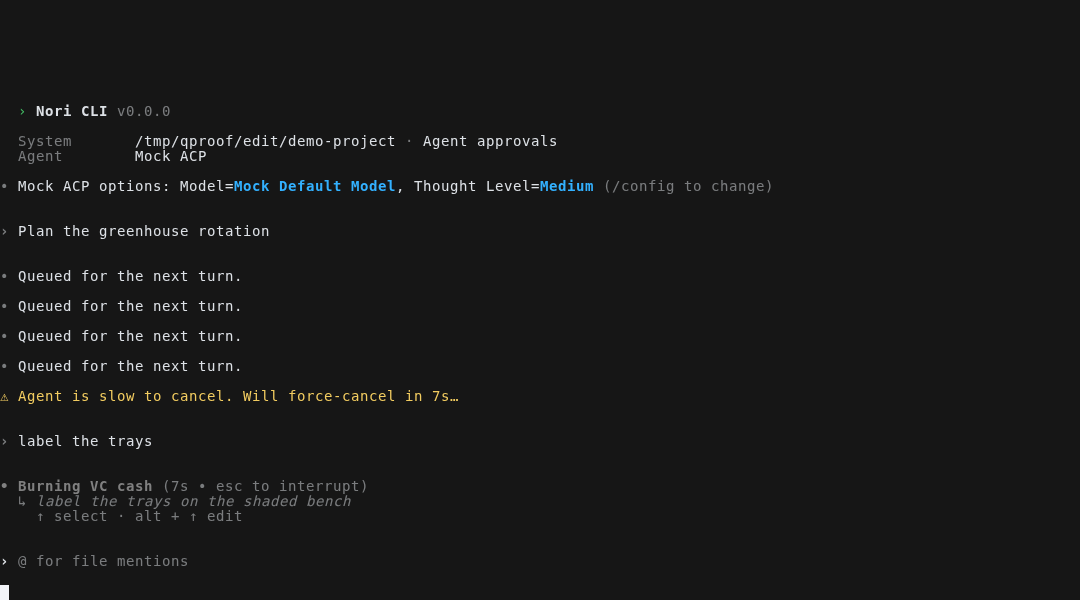 › Nori CLI v0.0.0
System /tmp/qproof/edit/demo-project · Agent approvals
Agent Mock ACP
• Mock ACP options: Model=Mock Default Model, Thought Level=Medium (/config to change)
› Plan the greenhouse rotation
• Queued for the next turn.
• Queued for the next turn.
• Queued for the next turn.
• Queued for the next turn.
⚠ Agent is slow to cancel. Will force-cancel in 7s…
› label the trays
• Burning VC cash (7s • esc to interrupt)
↳ label the trays on the shaded bench
↑ select · alt + ↑ edit
› @ for file mentions